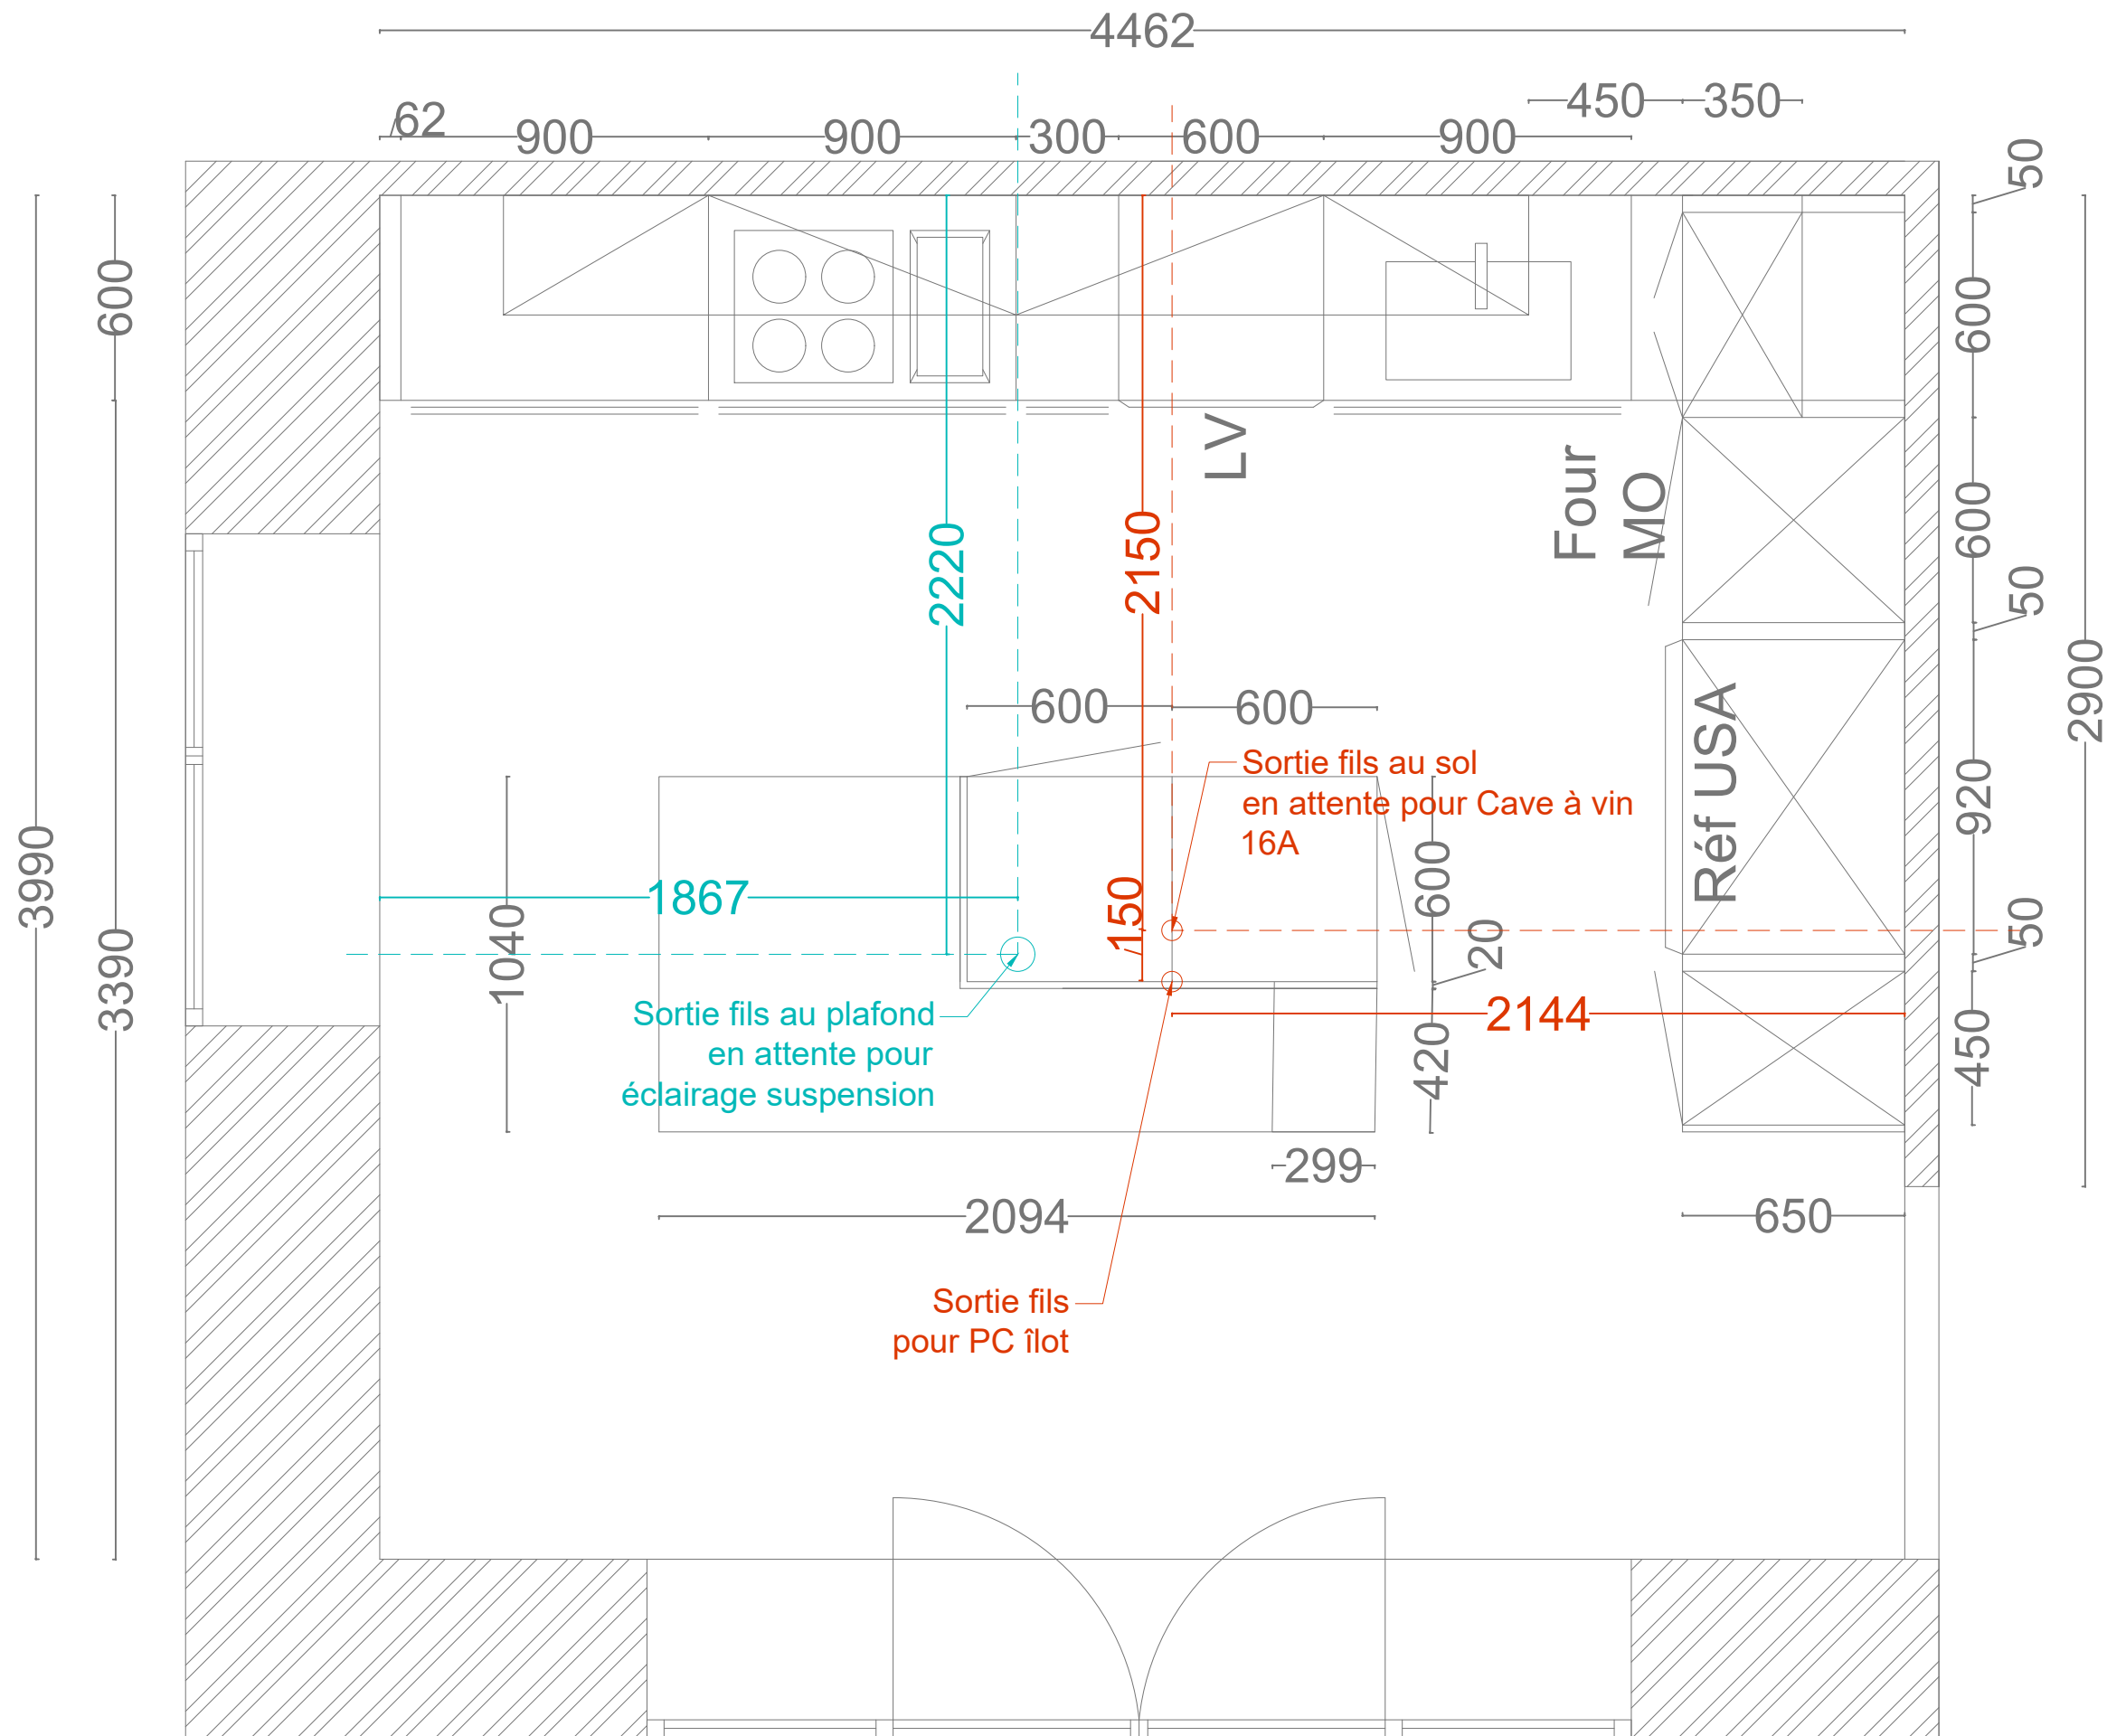 4462
450
350
62
900
900
300
600
900
50
600
600
600
50
920
50
450
2900
3990
3390
2220
2150
LV
Four
MO
Réf USA
600
600
Sortie fils au sol
en attente pour Cave à vin
16A
1867
1040
150
600
20
420
2144
Sortie fils au plafond
en attente pour
éclairage suspension
299
2094
650
Sortie fils
pour PC îlot